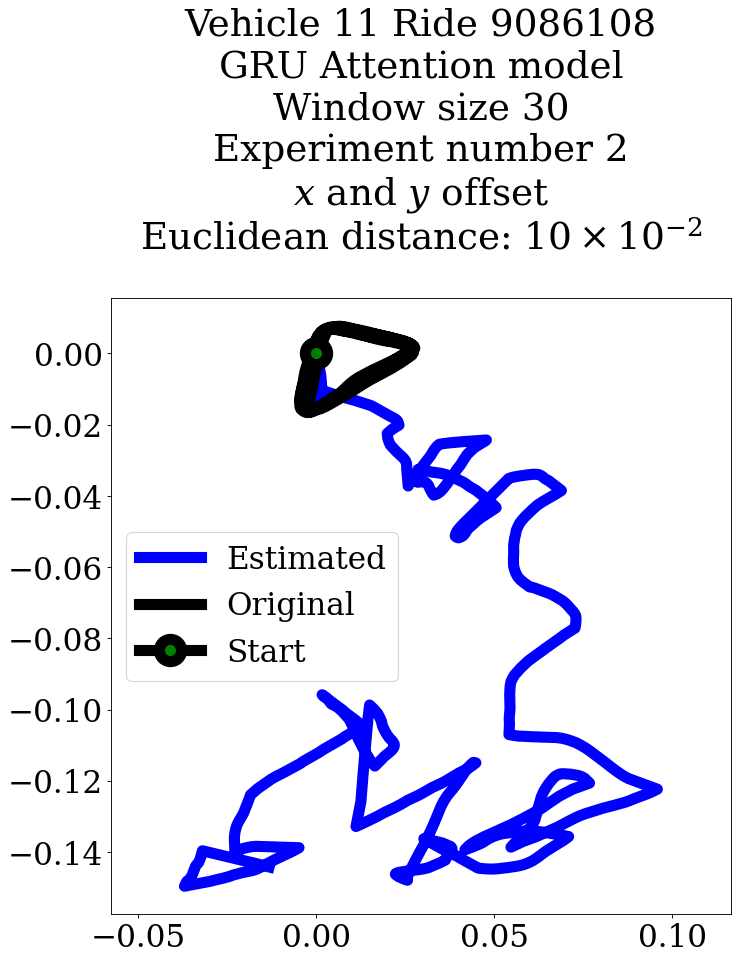 Vehicle 11 Ride 9086108
GRU Attention model
Window size 30
Experiment number 2
x and y offset
Euclidean distance: 10 × 10⁻²
0.00
−0.02
−0.04
−0.06
−0.08
−0.10
−0.12
−0.14
Estimated
Original
Start
−0.05
0.00
0.05
0.10